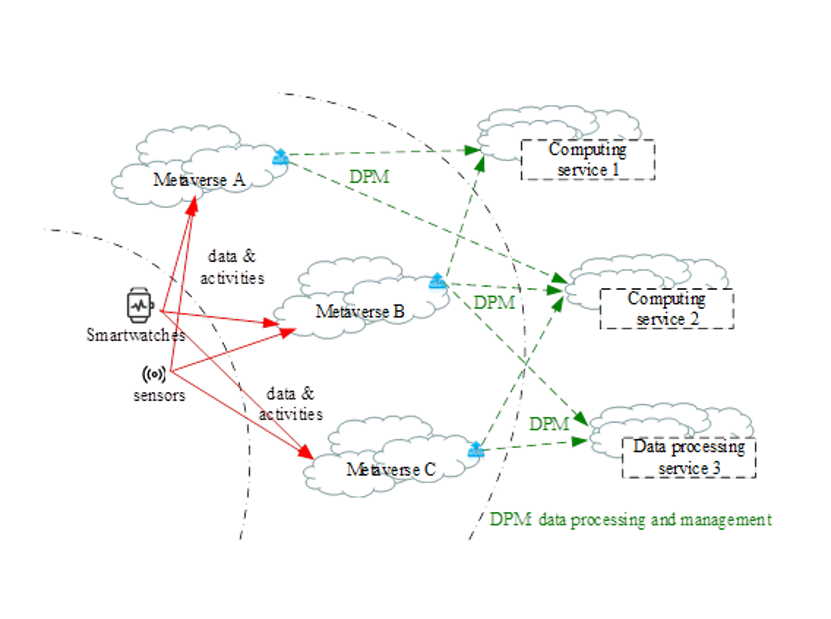 Computing
service 1
Metaverse A
DPM
data &
activities
Computing
service 2
DPM
Metaverse B
Smartwatches
sensors
data &
activities
DPM
Data processing
service 3
Metaverse C
DPM: data processing and management